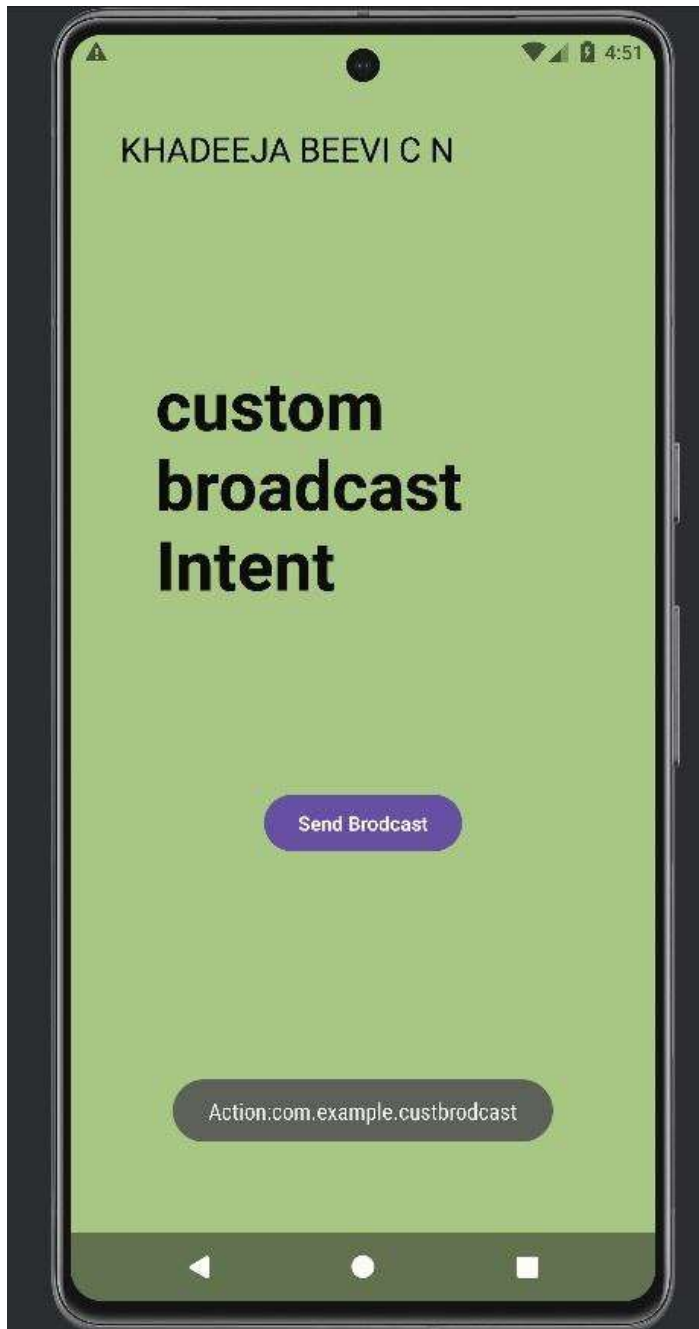 4:51
KHADEEJA BEEVI C N
custom
broadcast
Intent
Send Brodcast
Action:com.example.custbrodcast